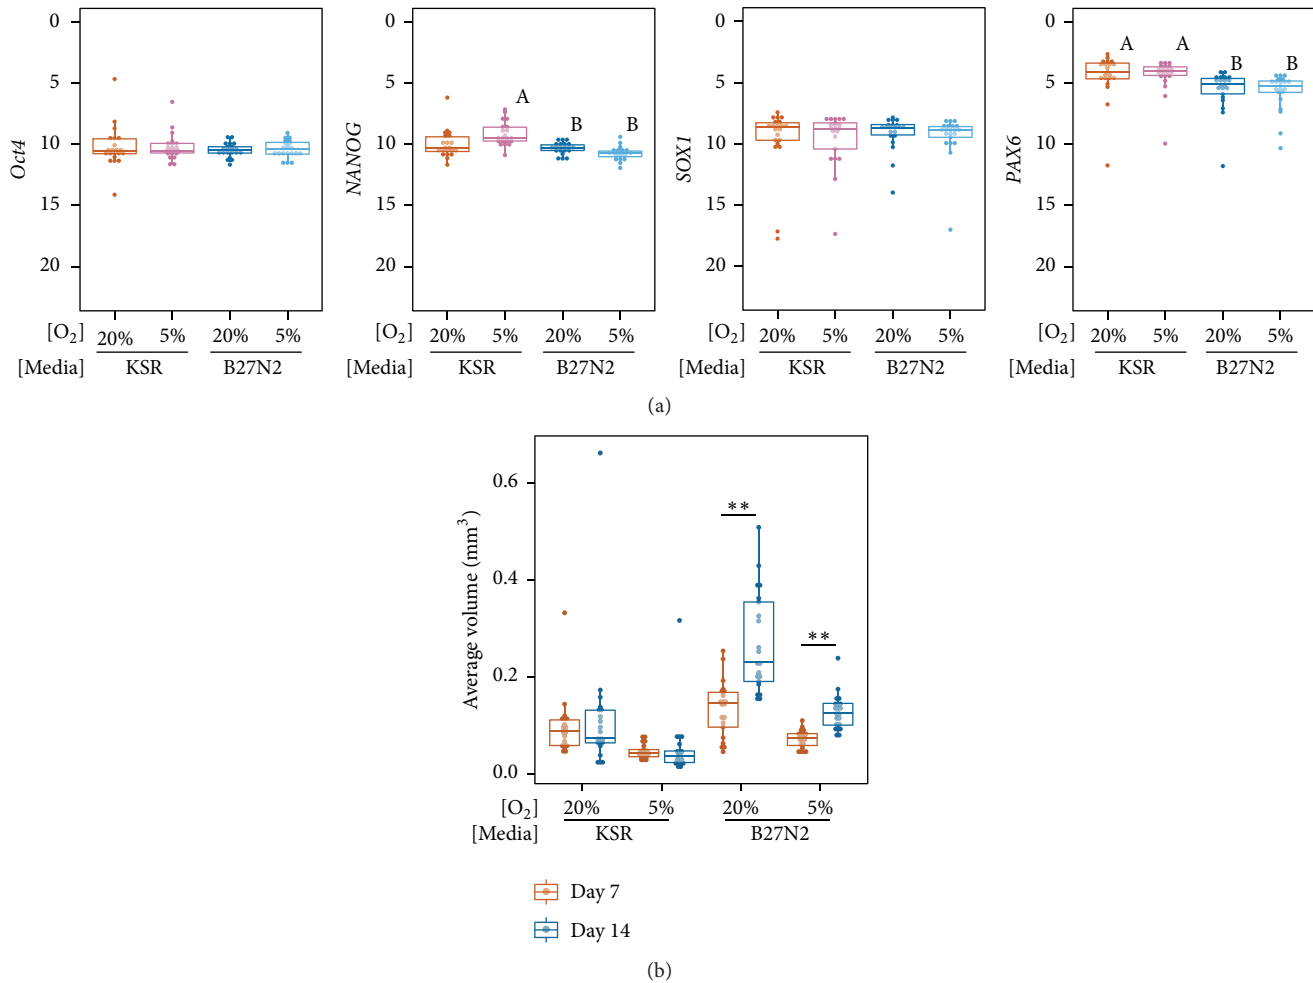 0
5
10
15
20
Oct4
[O2] 20% 5% 20% 5%
[Media] KSR B27N2
0
5
10
15
20
NANOG
A B B
[O2] 20% 5% 20% 5%
[Media] KSR B27N2
0
5
10
15
20
SOX1
[O2] 20% 5% 20% 5%
[Media] KSR B27N2
0
5
10
15
20
PAX6
A A B B
[O2] 20% 5% 20% 5%
[Media] KSR B27N2
(a)
0.6
0.4
0.2
0.0
Average volume (mm³)
**
**
[O2] 20% 5% 20% 5%
[Media] KSR B27N2
Day 7
Day 14
(b)